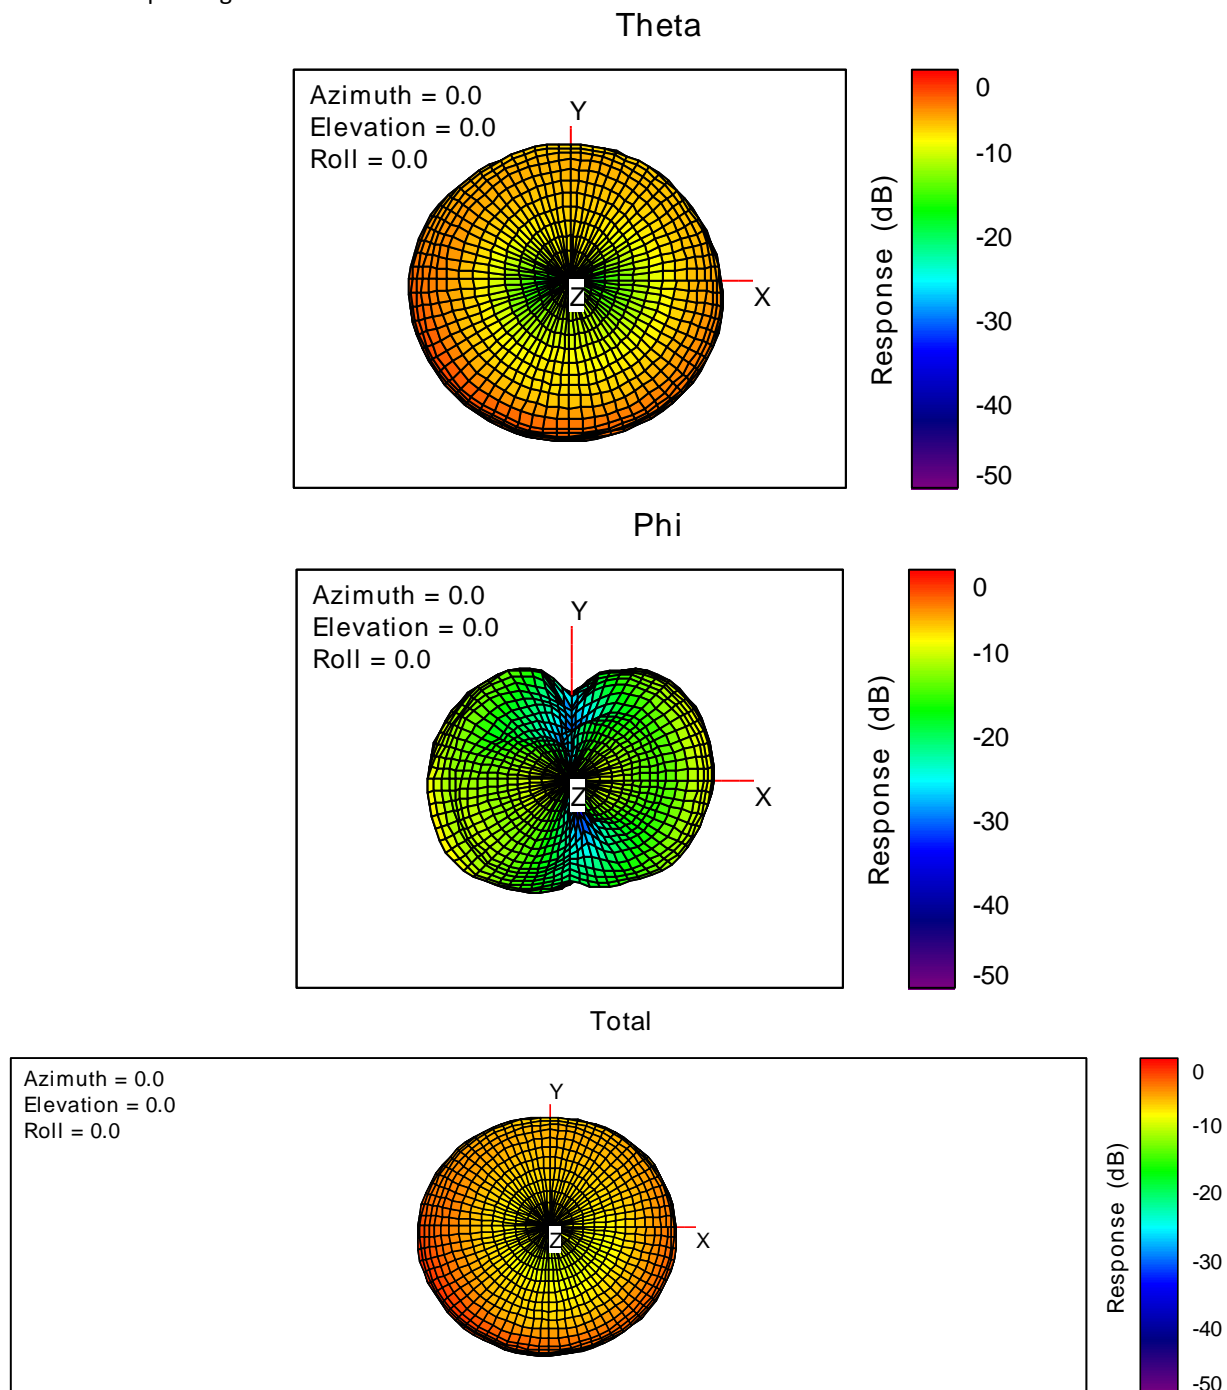 Theta
Azimuth = 0.0
Elevation = 0.0
Roll = 0.0
Y
X
Z
0
-10
-20
-30
-40
-50
Response (dB)
Phi
Azimuth = 0.0
Elevation = 0.0
Roll = 0.0
Y
X
Z
0
-10
-20
-30
-40
-50
Response (dB)
Total
Azimuth = 0.0
Elevation = 0.0
Roll = 0.0
Y
X
Z
0
-10
-20
-30
-40
-50
Response (dB)